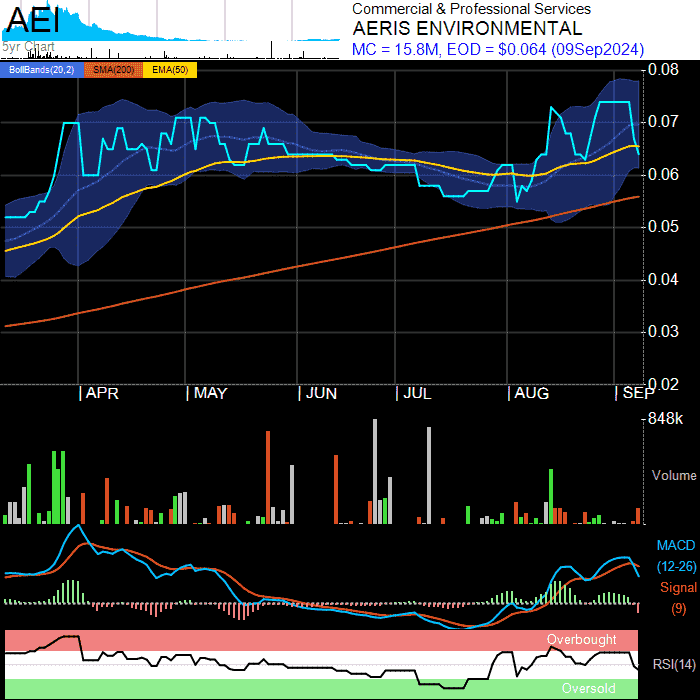 AEI
5yr Chart
Commercial & Professional Services
AERIS ENVIRONMENTAL
MC = 15.8M, EOD = $0.064 (09Sep2024)
BollBands(20,2) SMA(200) EMA(50)
0.08
0.07
0.06
0.05
0.04
0.03
0.02
APR MAY JUN JUL AUG SEP
848k
Volume
MACD
(12-26)
Signal
(9)
Overbought
RSI(14)
Oversold